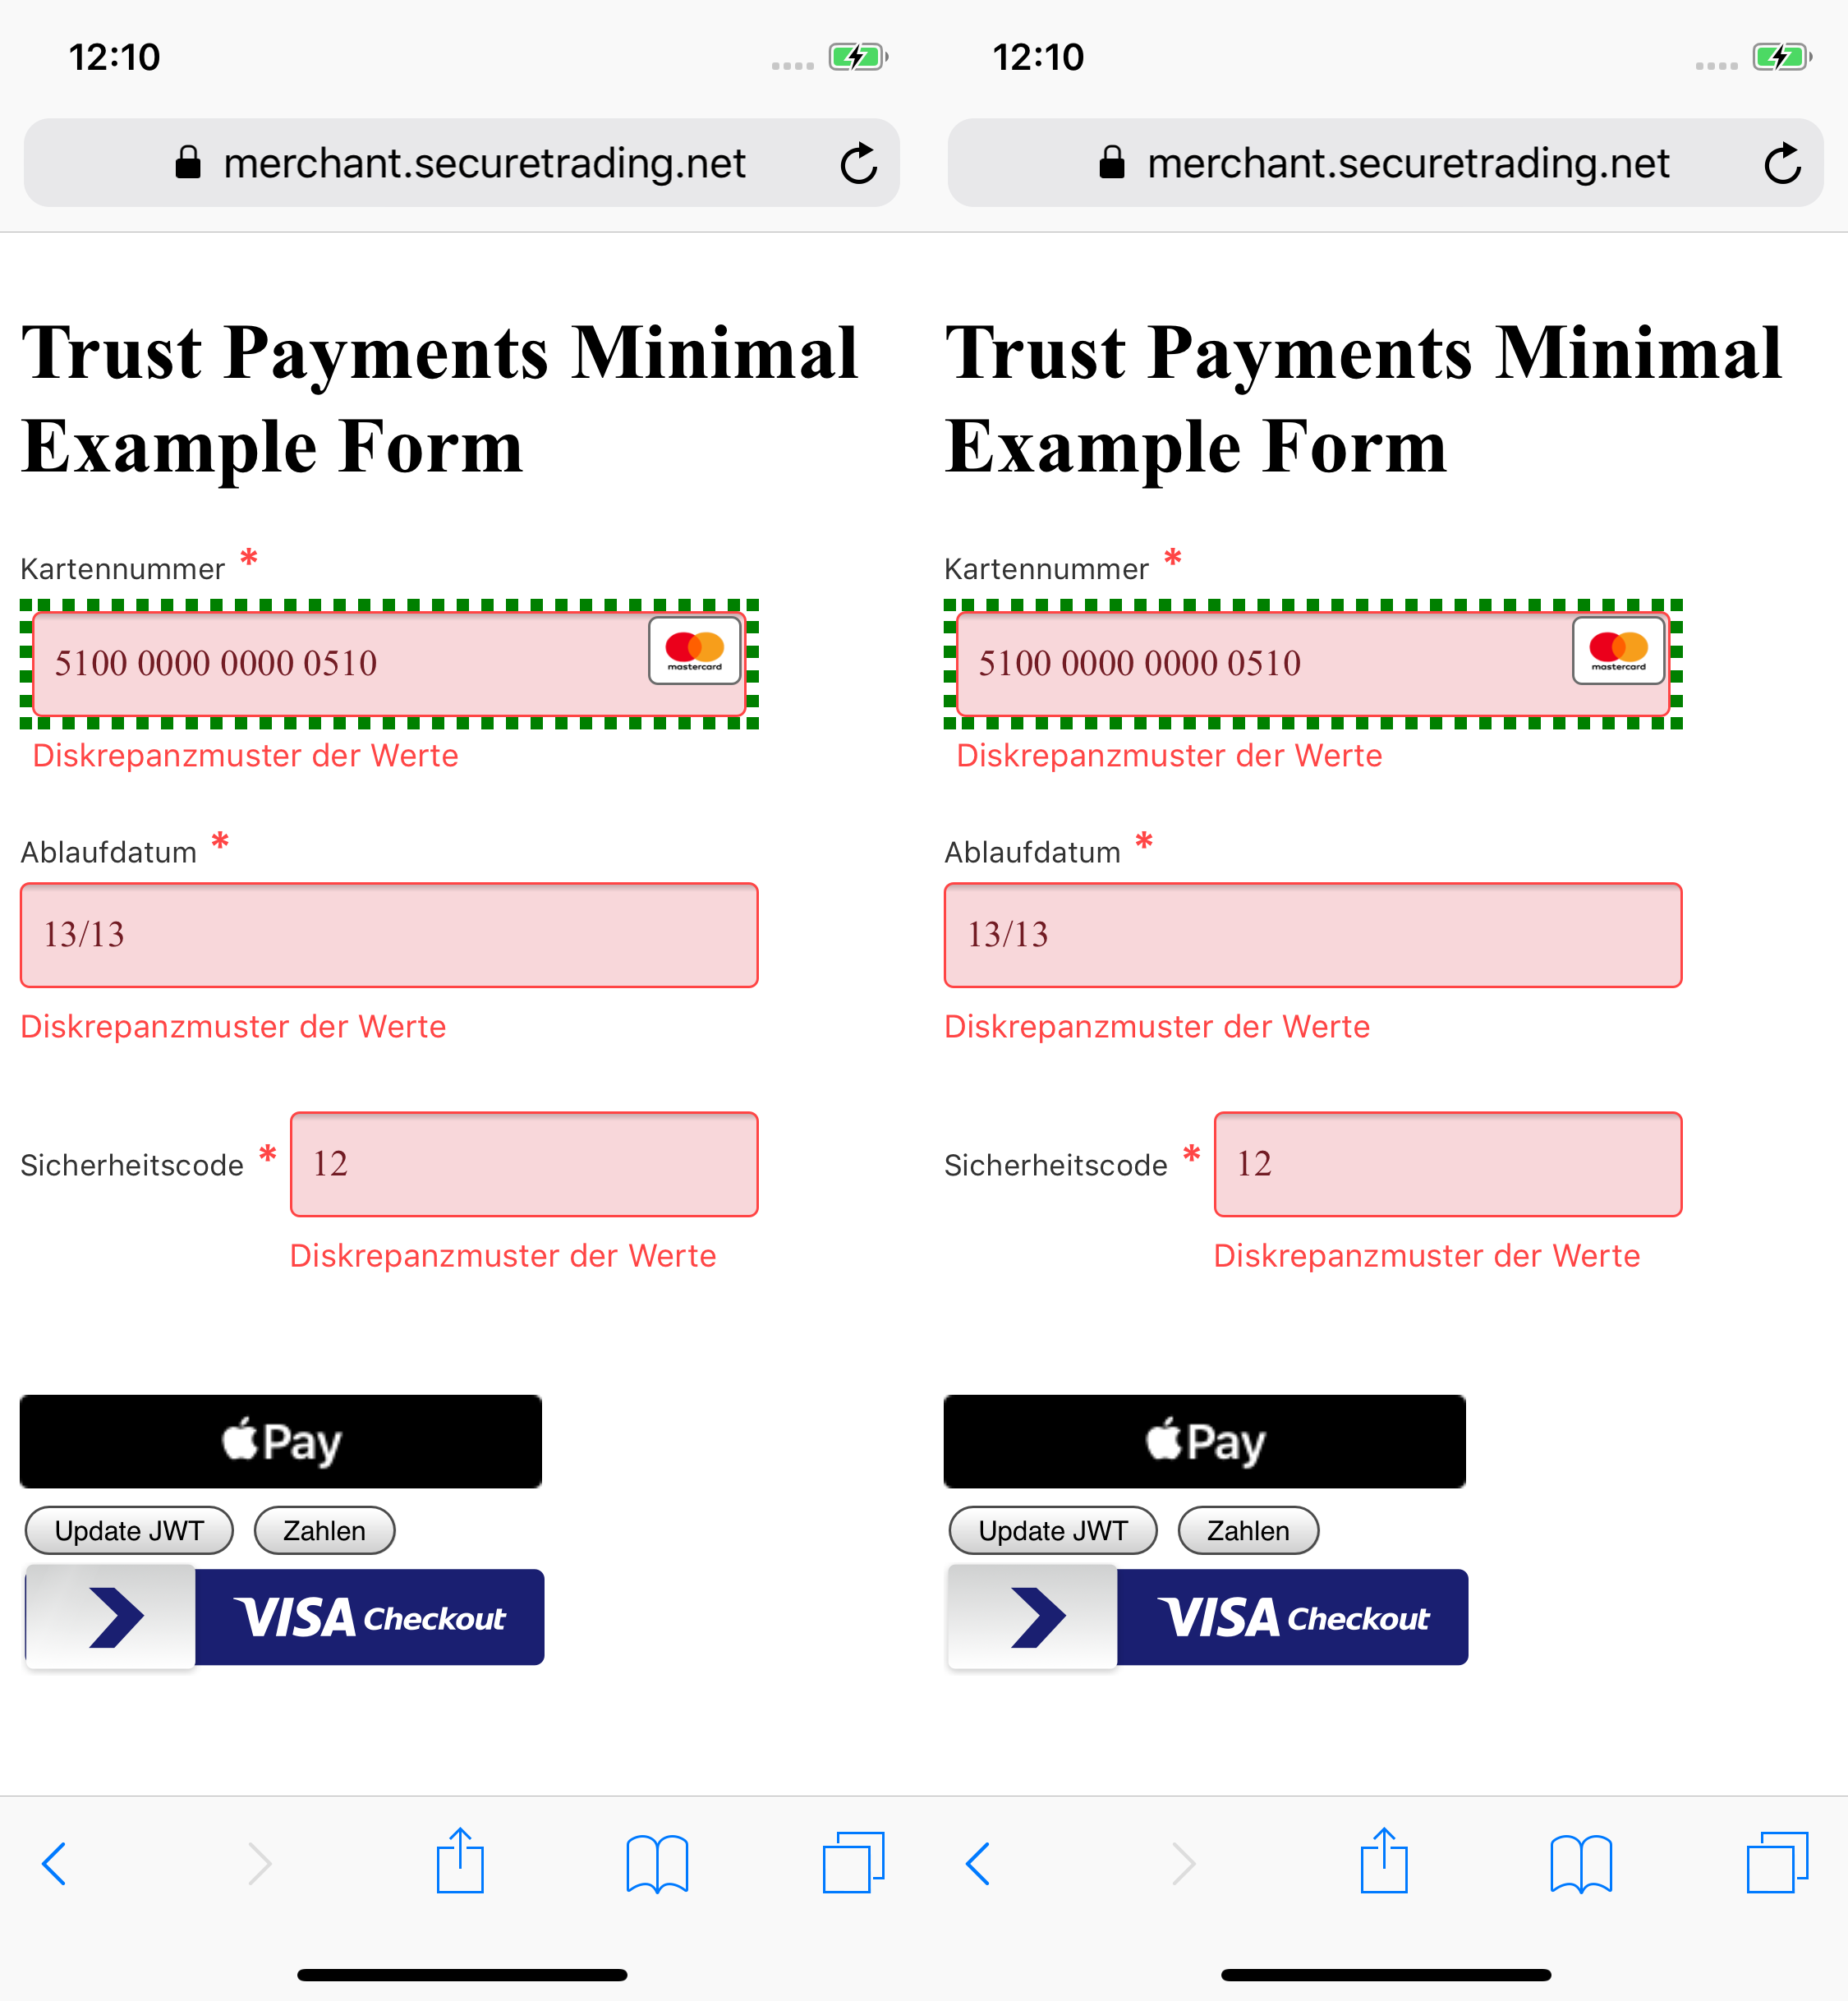 12:10
merchant.securetrading.net
Trust Payments Minimal
Example Form
Kartennummer *
5100 0000 0000 0510
mastercard
Diskrepanzmuster der Werte
Ablaufdatum *
13/13
Diskrepanzmuster der Werte
Sicherheitscode *
12
Diskrepanzmuster der Werte
Pay
Update JWT
Zahlen
VISA Checkout
12:10
merchant.securetrading.net
Trust Payments Minimal
Example Form
Kartennummer *
5100 0000 0000 0510
mastercard
Diskrepanzmuster der Werte
Ablaufdatum *
13/13
Diskrepanzmuster der Werte
Sicherheitscode *
12
Diskrepanzmuster der Werte
Pay
Update JWT
Zahlen
VISA Checkout